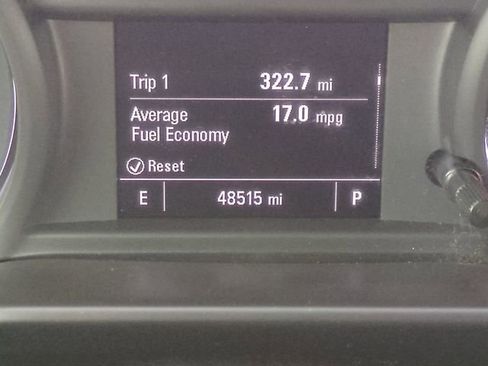 Trip 1 322.7 mi
Average 17.0 mpg
Fuel Economy
Reset
E 48515 mi P